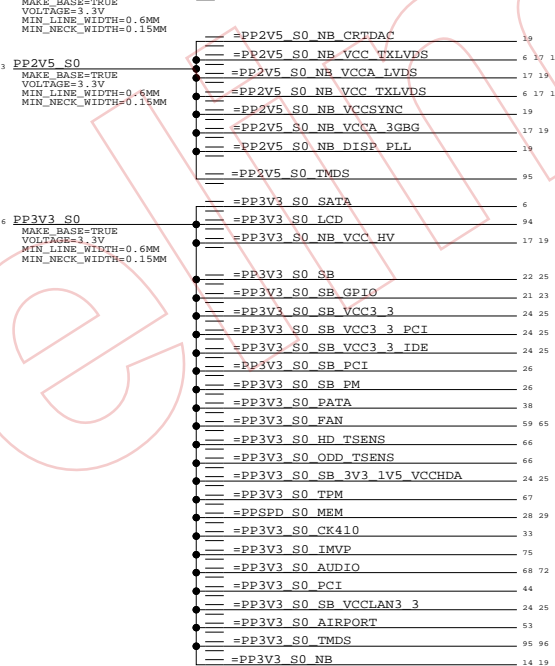 MAKE_BASE=TRUE
VOLTAGE=3.3V
MIN_LINE_WIDTH=0.6MM
MIN_NECK_WIDTH=0.15MM
=PP2V5_S0_NB_CRTDAC 19
3 PP2V5_S0
=PP2V5_S0_NB_VCC_TXLVDS 6 17 1
MAKE_BASE=TRUE
VOLTAGE=3.3V
MIN_LINE_WIDTH=0.6MM
MIN_NECK_WIDTH=0.15MM
=PP2V5_S0_NB_VCCA_LVDS 17 19
=PP2V5_S0_NB_VCC_TXLVDS 6 17 1
=PP2V5_S0_NB_VCCSYNC 19
=PP2V5_S0_NB_VCCA_3GBG 17 19
=PP2V5_S0_NB_DISP_PLL 19
=PP2V5_S0_TMDS 95
=PP3V3_S0_SATA 6
6 PP3V3_S0
=PP3V3_S0_LCD 94
MAKE_BASE=TRUE
VOLTAGE=3.3V
MIN_LINE_WIDTH=0.6MM
MIN_NECK_WIDTH=0.15MM
=PP3V3_S0_NB_VCC_HV 17 19
=PP3V3_S0_SB 22 25
=PP3V3_S0_SB_GPIO 21 23
=PP3V3_S0_SB_VCC3_3 24 25
=PP3V3_S0_SB_VCC3_3_PCI 24 25
=PP3V3_S0_SB_VCC3_3_IDE 24 25
=PP3V3_S0_SB_PCI 26
=PP3V3_S0_SB_PM 26
=PP3V3_S0_PATA 38
=PP3V3_S0_FAN 59 65
=PP3V3_S0_HD_TSENS 66
=PP3V3_S0_ODD_TSENS 66
=PP3V3_S0_SB_3V3_1V5_VCCHDA 24 25
=PP3V3_S0_TPM 67
=PPSPD_S0_MEM 28 29
=PP3V3_S0_CK410 33
=PP3V3_S0_IMVP 75
=PP3V3_S0_AUDIO 68 72
=PP3V3_S0_PCI 44
=PP3V3_S0_SB_VCCLAN3_3 24 25
=PP3V3_S0_AIRPORT 53
=PP3V3_S0_TMDS 95 96
=PP3V3_S0_NB 14 19